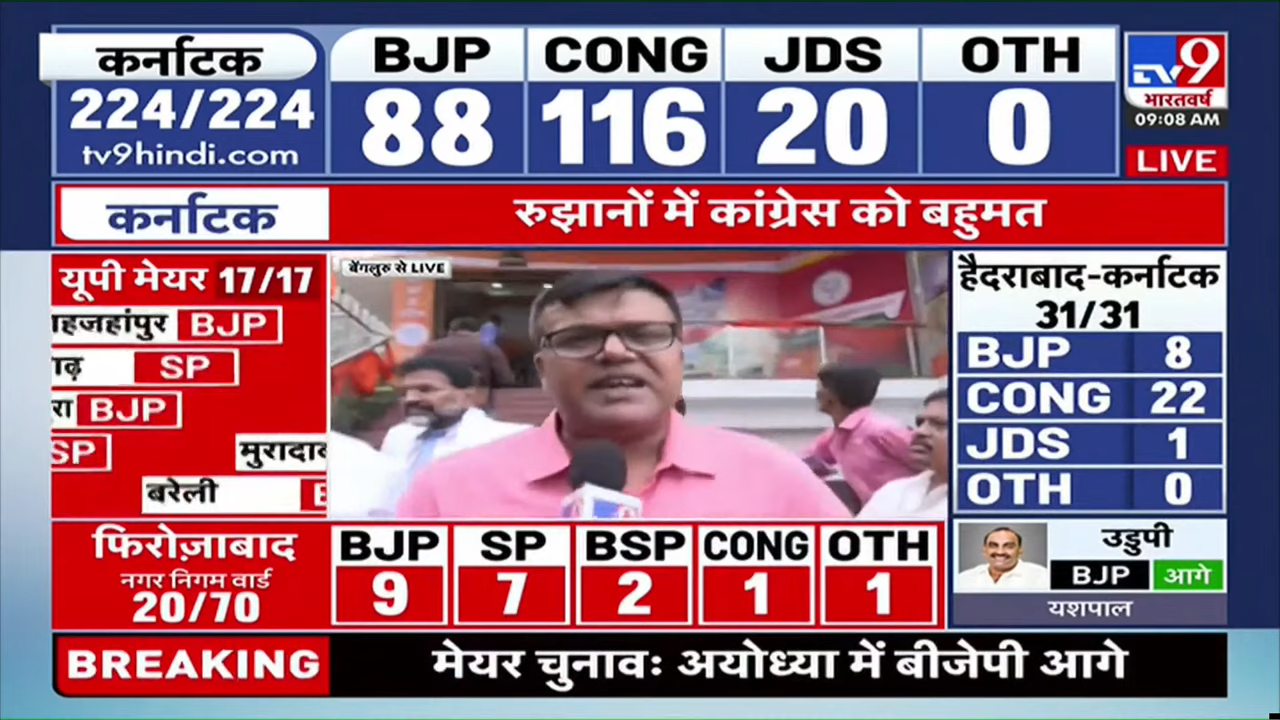 कर्नाटक
224/224
tv9hindi.com
BJP CONG JDS OTH
88 116 20 0
TV9
भारतवर्ष
09:08 AM
LIVE
कर्नाटक
रुझानों में कांग्रेस को बहुमत
यूपी मेयर 17/17
हजहांपुर BJP
ढ़ SP
रा BJP
SP मुरादा
बरेली
बेंगलुरु से LIVE
हैदराबाद-कर्नाटक
31/31
BJP 8
CONG 22
JDS 1
OTH 0
फिरोज़ाबाद
नगर निगम वार्ड
20/70
BJP SP BSP CONG OTH
9 7 2 1 1
उडुपी
BJP आगे
यशपाल
BREAKING
मेयर चुनावः अयोध्या में बीजेपी आगे